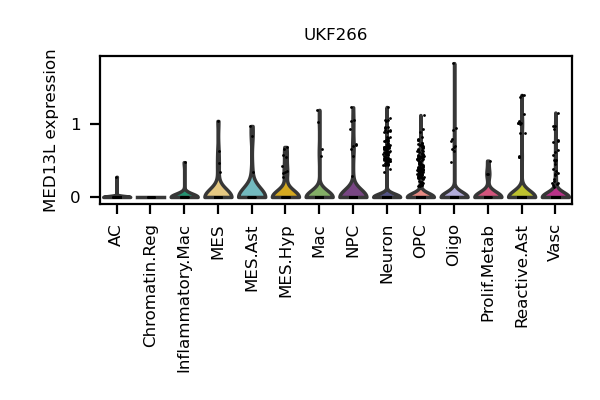 UKF266
MED13L expression
1
0
AC
Chromatin.Reg
Inflammatory.Mac
MES
MES.Ast
MES.Hyp
Mac
NPC
Neuron
OPC
Oligo
Prolif.Metab
Reactive.Ast
Vasc